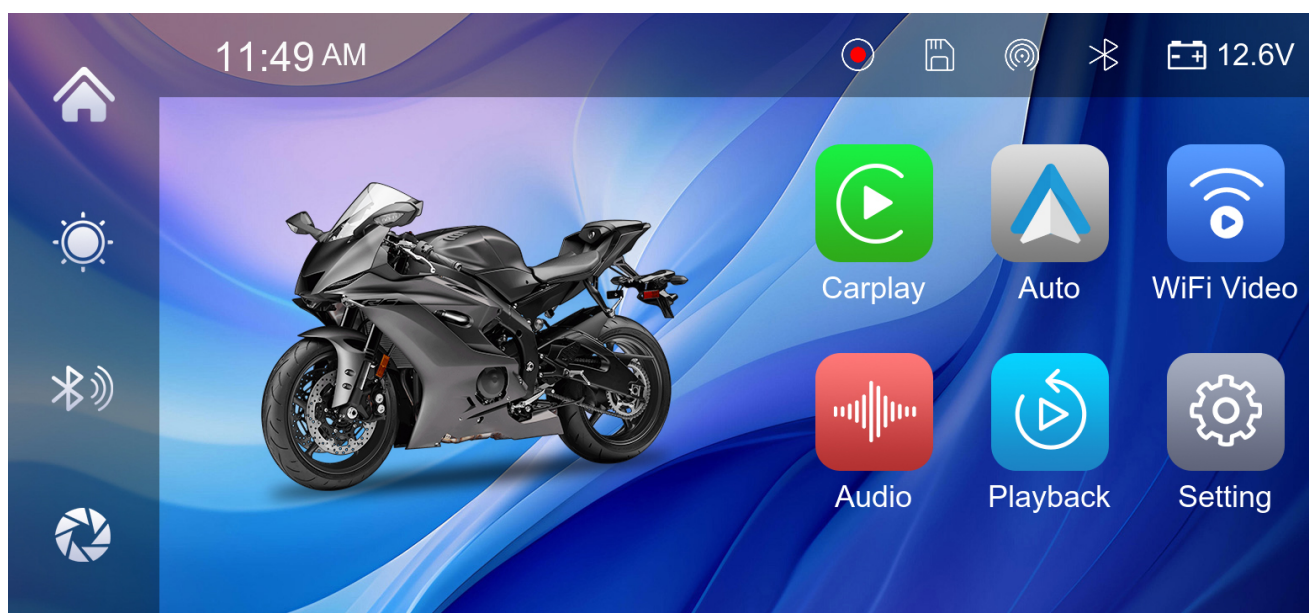 11:49 AM
12.6V
Carplay
Auto
WiFi Video
Audio
Playback
Setting